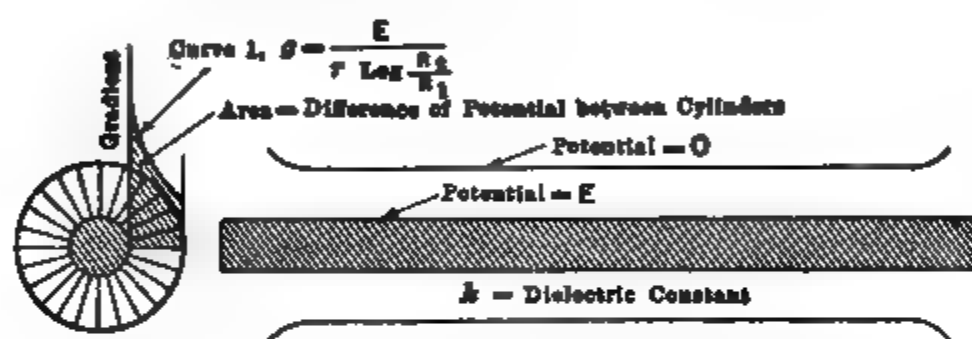 Curve 1, g = E / r Log R2/R1
Gradient
Area = Difference of Potential between Cylinders
Potential = O
Potential = E
k = Dielectric Constant